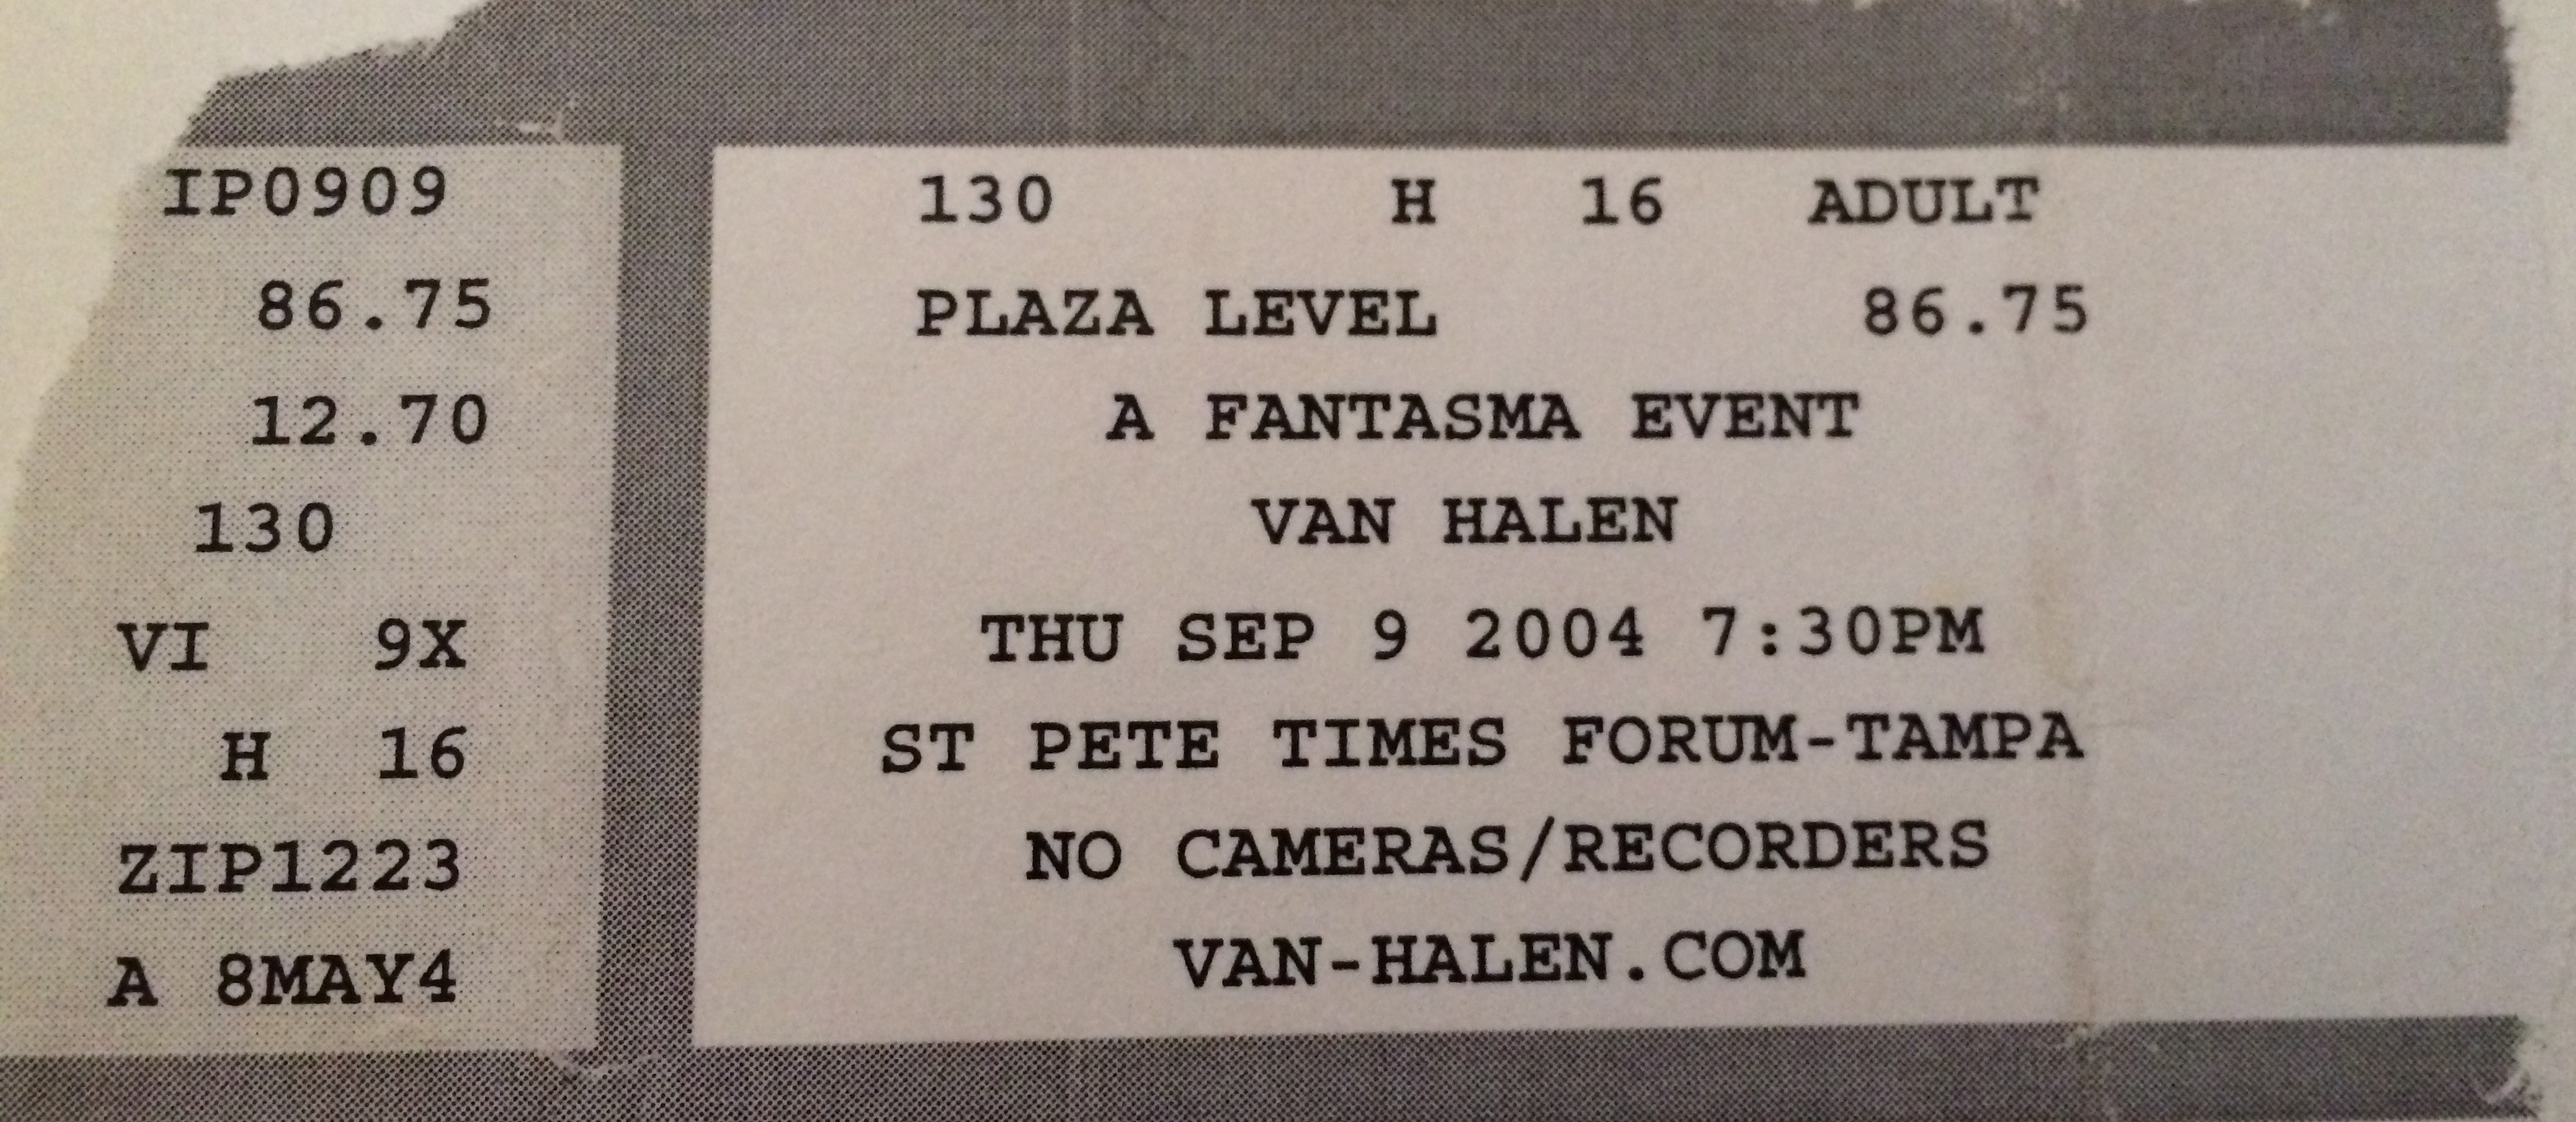 IP0909
86.75
12.70
130
VI 9X
H 16
ZIP1223
A 8MAY4
130 H 16 ADULT
PLAZA LEVEL 86.75
A FANTASMA EVENT
VAN HALEN
THU SEP 9 2004 7:30PM
ST PETE TIMES FORUM-TAMPA
NO CAMERAS/RECORDERS
VAN-HALEN.COM